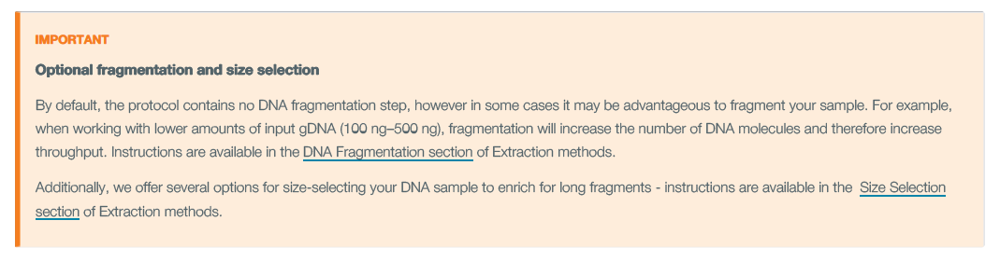 IMPORTANT
Optional fragmentation and size selection
By default, the protocol contains no DNA fragmentation step, however in some cases it may be advantageous to fragment your sample. For example,
when working with lower amounts of input gDNA (100 ng–500 ng), fragmentation will increase the number of DNA molecules and therefore increase
throughput. Instructions are available in the DNA Fragmentation section of Extraction methods.
Additionally, we offer several options for size-selecting your DNA sample to enrich for long fragments - instructions are available in the Size Selection
section of Extraction methods.